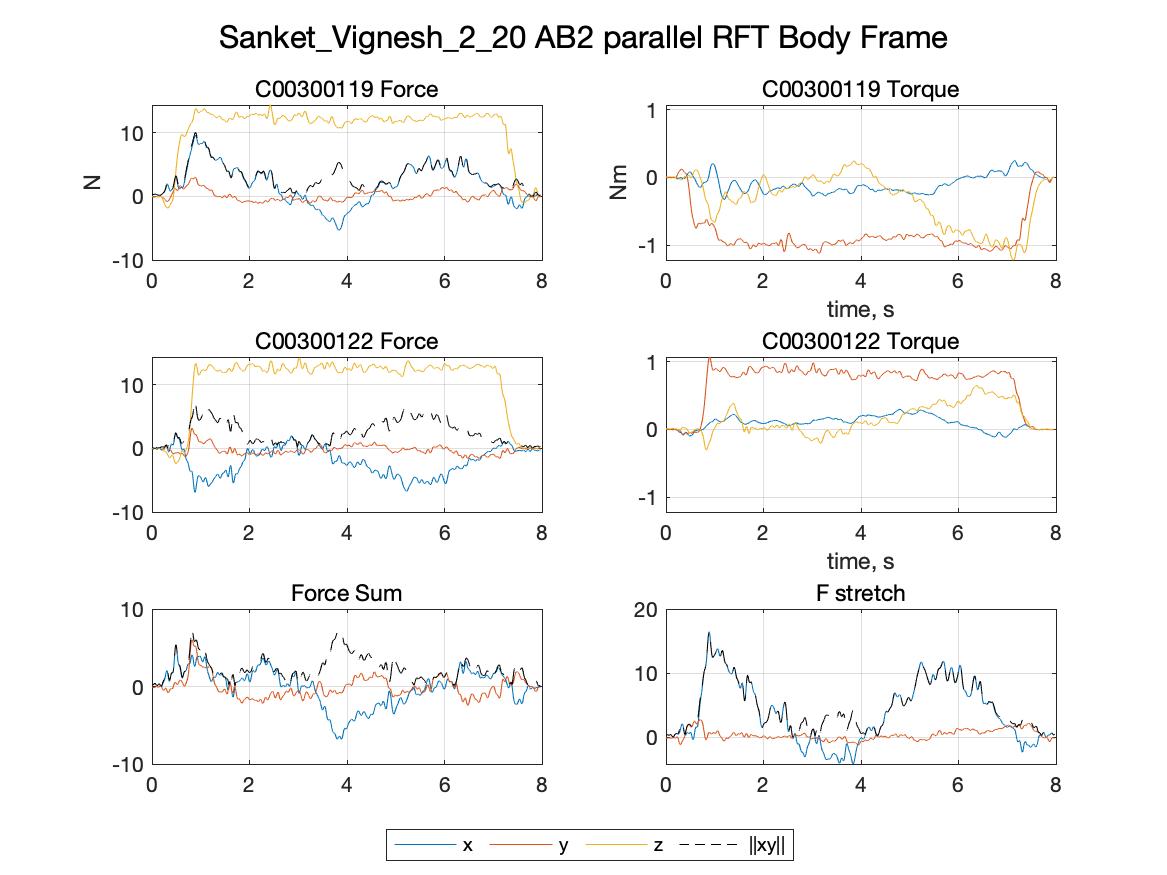 Sanket_Vignesh_2_20 AB2 parallel RFT Body Frame
C00300119 Force
N
10
0
-10
0 2 4 6 8
C00300119 Torque
Nm
1
0
-1
0 2 4 6 8
time, s
C00300122 Force
10
0
-10
0 2 4 6 8
C00300122 Torque
1
0
-1
0 2 4 6 8
time, s
Force Sum
10
0
-10
0 2 4 6 8
F stretch
20
10
0
0 2 4 6 8
x y z ||xy||